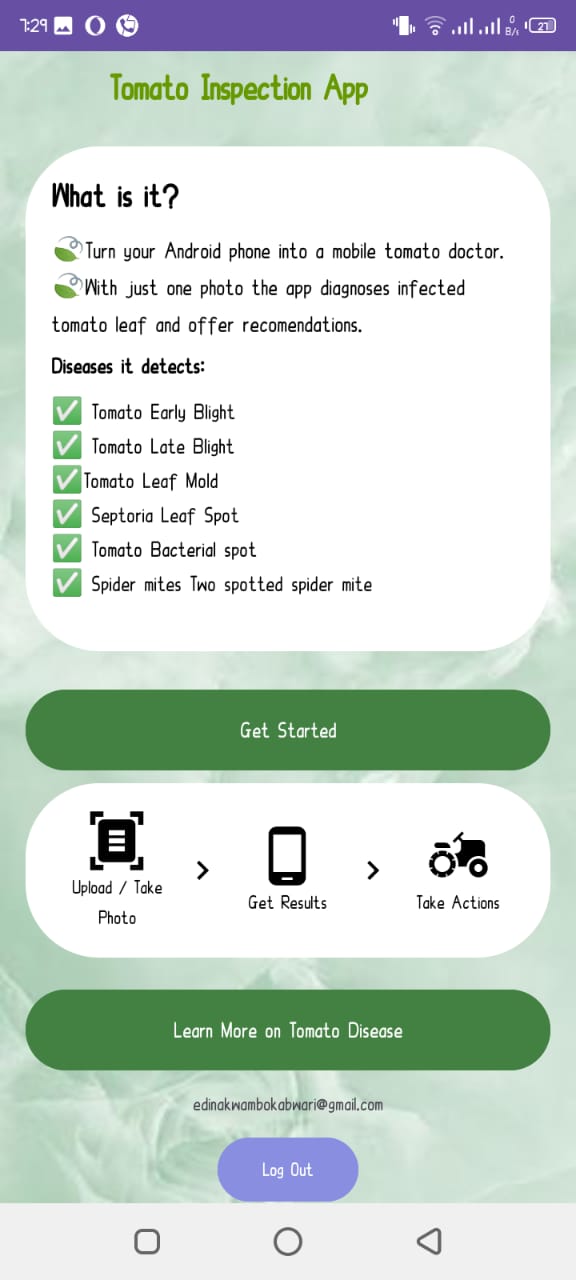 7:29
0
B/s
27
Tomato Inspection App
What is it?
Turn your Android phone into a mobile tomato doctor.
With just one photo the app diagnoses infected
tomato leaf and offer recomendations.
Diseases it detects:
Tomato Early Blight
Tomato Late Blight
Tomato Leaf Mold
Septoria Leaf Spot
Tomato Bacterial spot
Spider mites Two spotted spider mite
Get Started
Upload / Take
Photo
Get Results
Take Actions
Learn More on Tomato Disease
edinakwambokabwari@gmail.com
Log Out